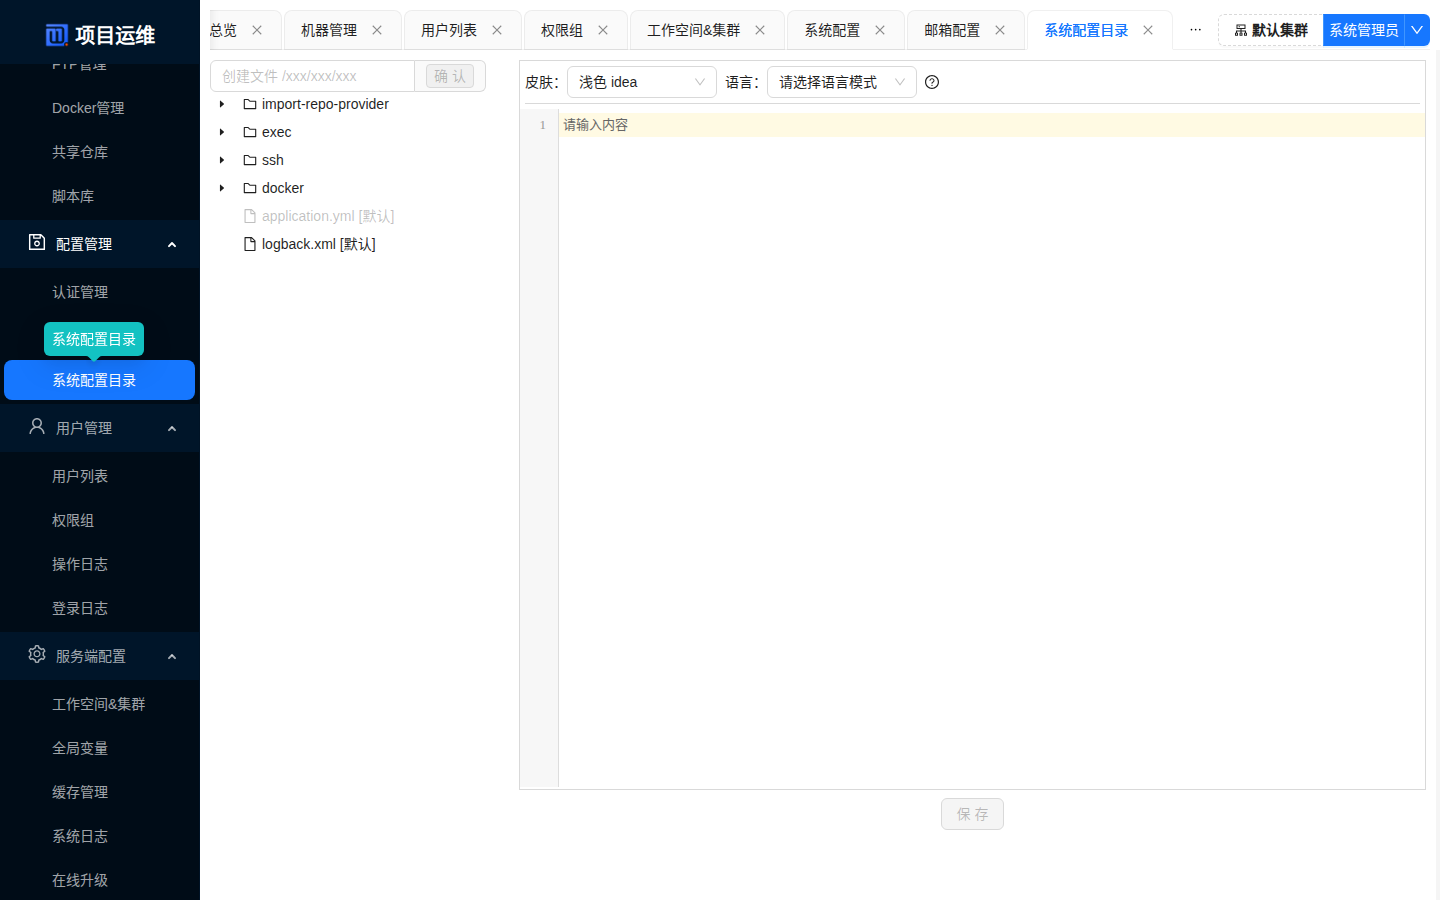 项目运维
FTP管理
Docker管理
共享仓库
脚本库
配置管理
认证管理
系统配置目录
系统配置目录
用户管理
用户列表
权限组
操作日志
登录日志
服务端配置
工作空间&集群
全局变量
缓存管理
系统日志
在线升级
总览 机器管理 用户列表 权限组 工作空间&集群 系统配置 邮箱配置 系统配置目录 ··· 默认集群 系统管理员
创建文件 /xxx/xxx/xxx 确 认
import-repo-provider
exec
ssh
docker
application.yml [默认]
logback.xml [默认]
皮肤： 浅色 idea 语言： 请选择语言模式
1 请输入内容
保 存